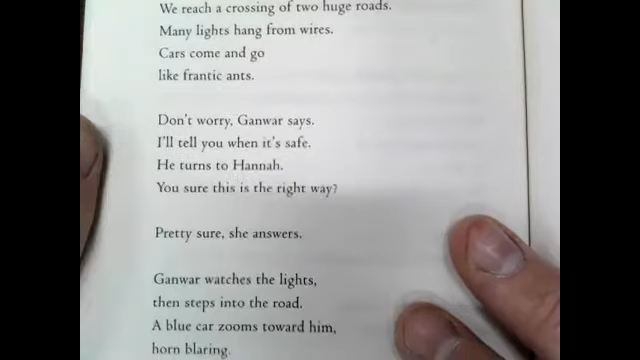 We reach a crossing of two huge roads.
Many lights hang from wires.
Cars come and go
like frantic ants.
Don't worry, Ganwar says.
I'll tell you when it's safe.
He turns to Hannah.
You sure this is the right way?
Pretty sure, she answers.
Ganwar watches the lights,
then steps into the road.
A blue car zooms toward him,
horn blaring.